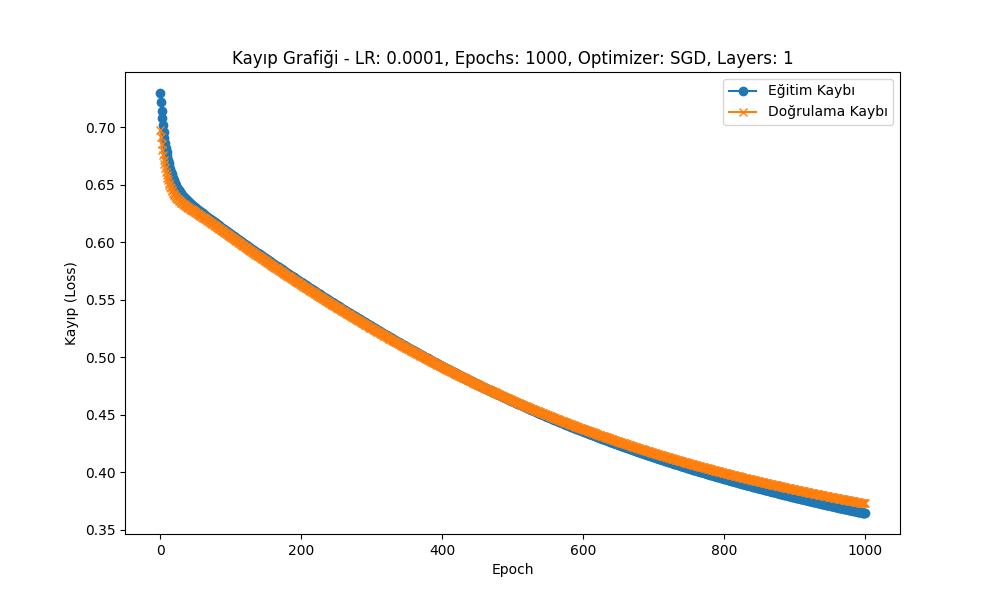 Kayıp Grafiği - LR: 0.0001, Epochs: 1000, Optimizer: SGD, Layers: 1
Eğitim Kaybı
Doğrulama Kaybı
Kayıp (Loss)
0.70
0.65
0.60
0.55
0.50
0.45
0.40
0.35
0
200
400
600
800
1000
Epoch